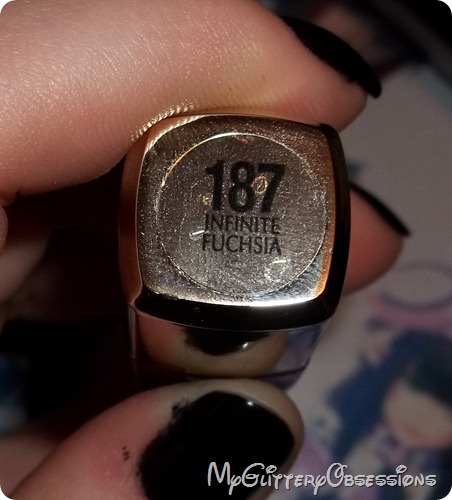 187
INFINITE
FUCHSIA
MyGlitteryObsessions